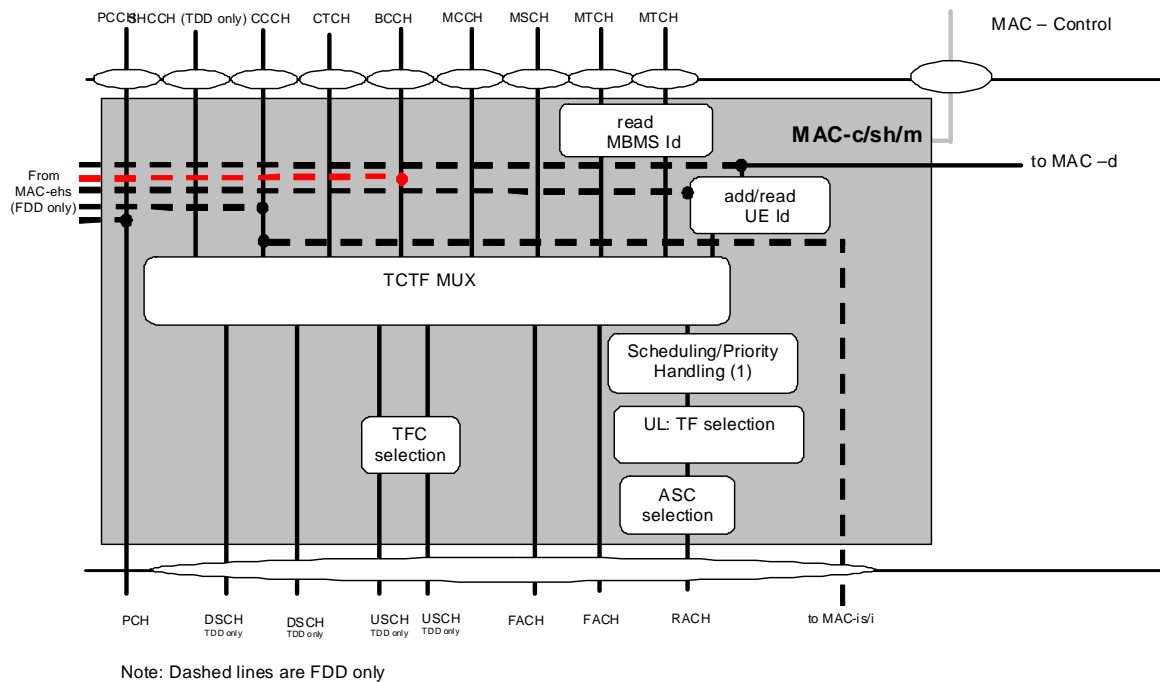 PCCH SHCCH (TDD only) CCCH CTCH BCCH MCCH MSCH MTCH MTCH
MAC – Control
read
MBMS Id
MAC-c/sh/m
to MAC –d
From
MAC-ehs
(FDD only)
add/read
UE Id
TCTF MUX
Scheduling/Priority
Handling (1)
UL: TF selection
TFC
selection
ASC
selection
PCH
DSCH
TDD only
DSCH
TDD only
USCH
TDD only
USCH
TDD only
FACH
FACH
RACH
to MAC-is/i
Note: Dashed lines are FDD only